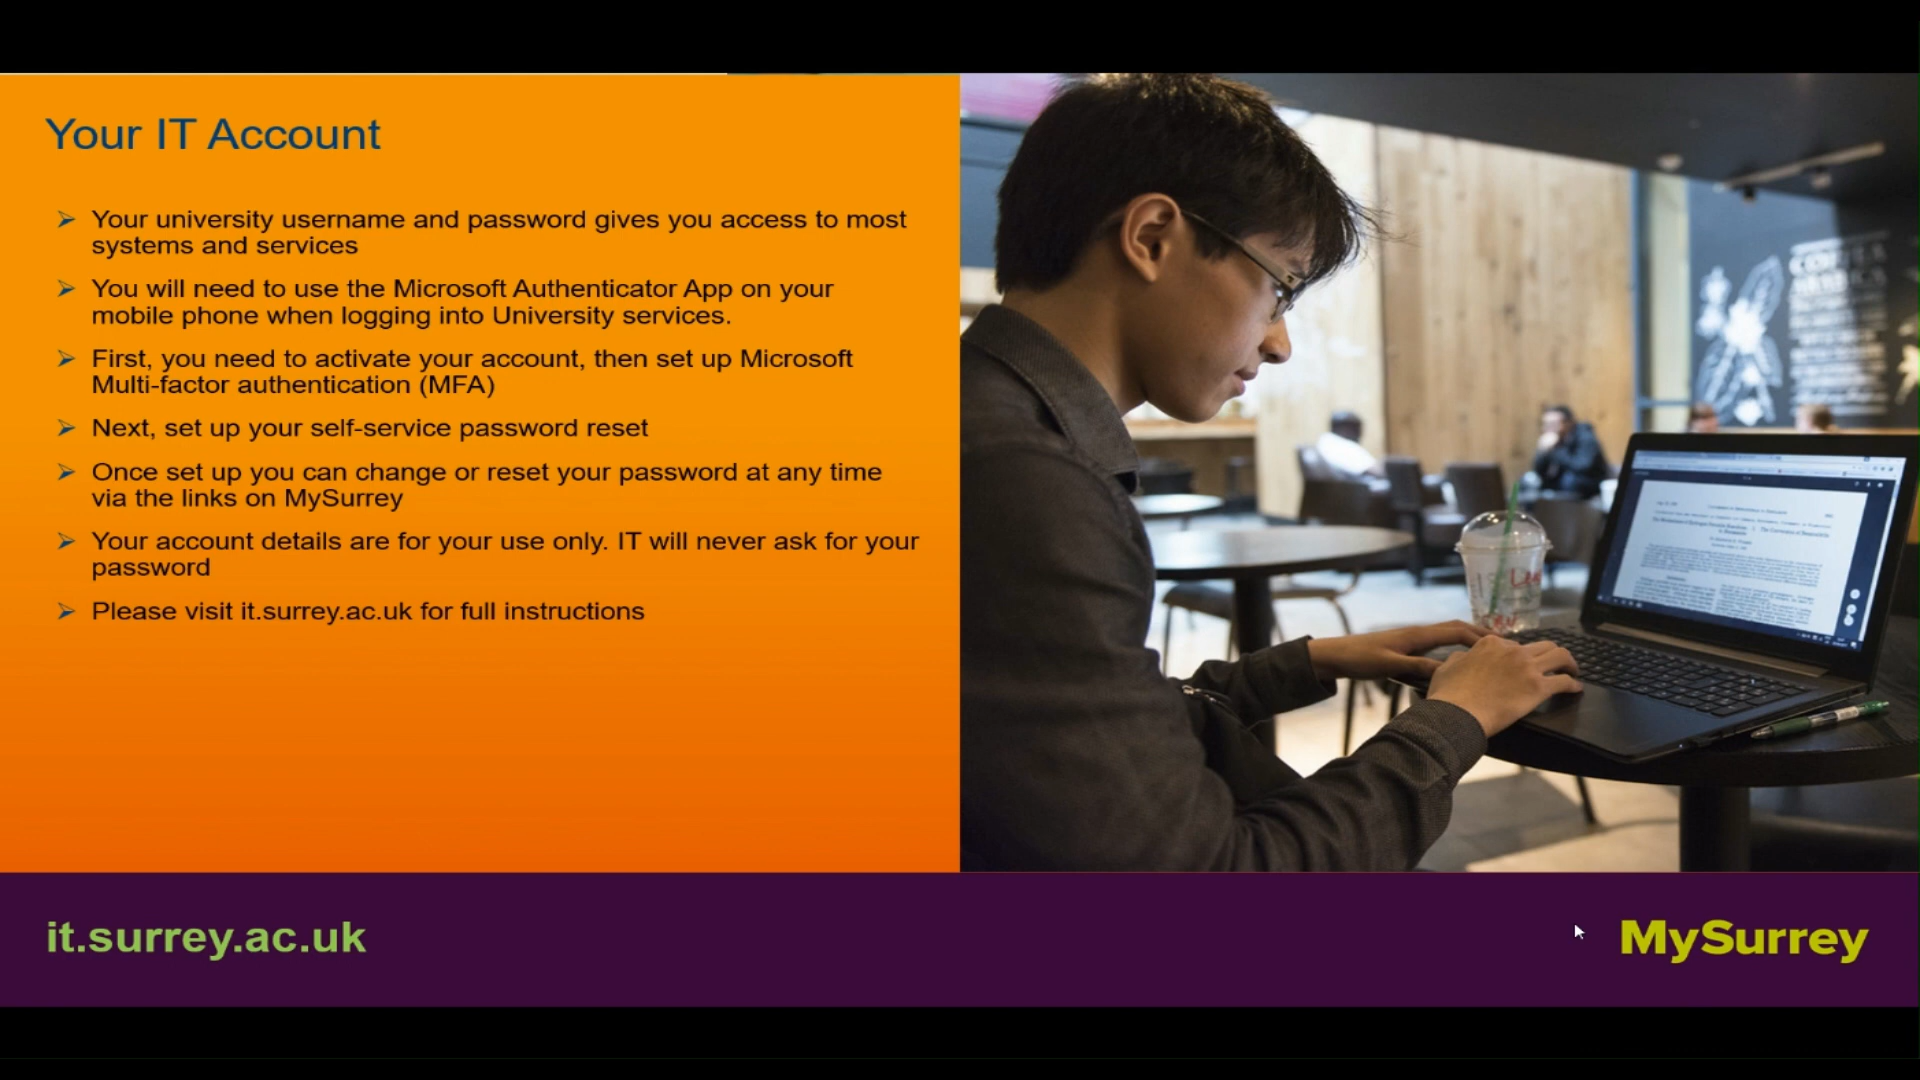 Your IT Account
Your university username and password gives you access to most
systems and services
You will need to use the Microsoft Authenticator App on your
mobile phone when logging into University services.
First, you need to activate your account, then set up Microsoft
Multi-factor authentication (MFA)
Next, set up your self-service password reset
Once set up you can change or reset your password at any time
via the links on MySurrey
Your account details are for your use only. IT will never ask for your
password
Please visit it.surrey.ac.uk for full instructions
COFFEE
it.surrey.ac.uk
MySurrey